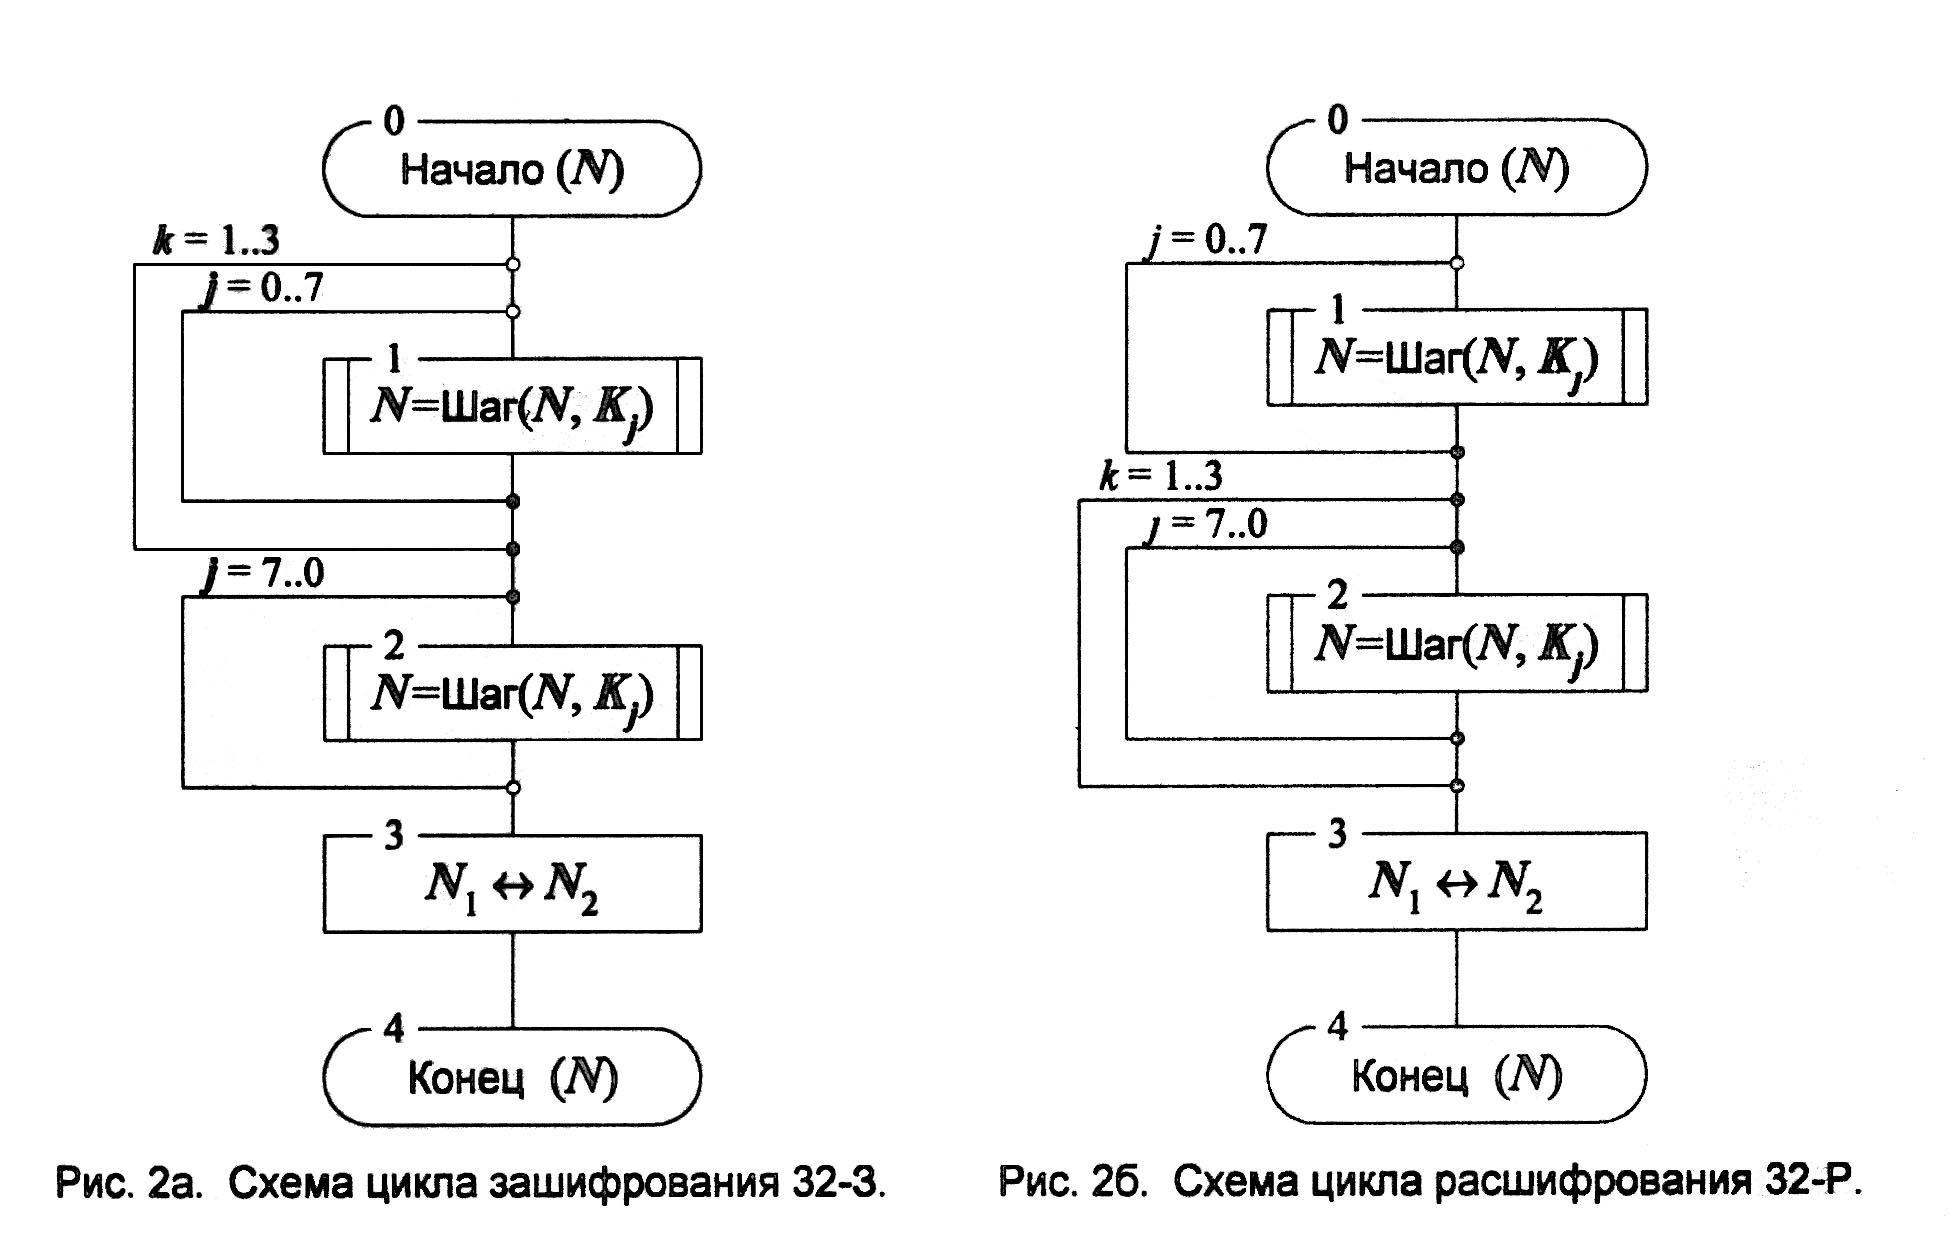 0
Начало (N)
k = 1..3
j = 0..7
1
N=Шаг(N, Kj)
j = 7..0
2
N=Шаг(N, Kj)
3
N1 ↔ N2
4
Конец (N)
Рис. 2а. Схема цикла зашифрования 32-З.
0
Начало (N)
j = 0..7
1
N=Шаг(N, Kj)
k = 1..3
j = 7..0
2
N=Шаг(N, Kj)
3
N1 ↔ N2
4
Конец (N)
Рис. 2б. Схема цикла расшифрования 32-Р.